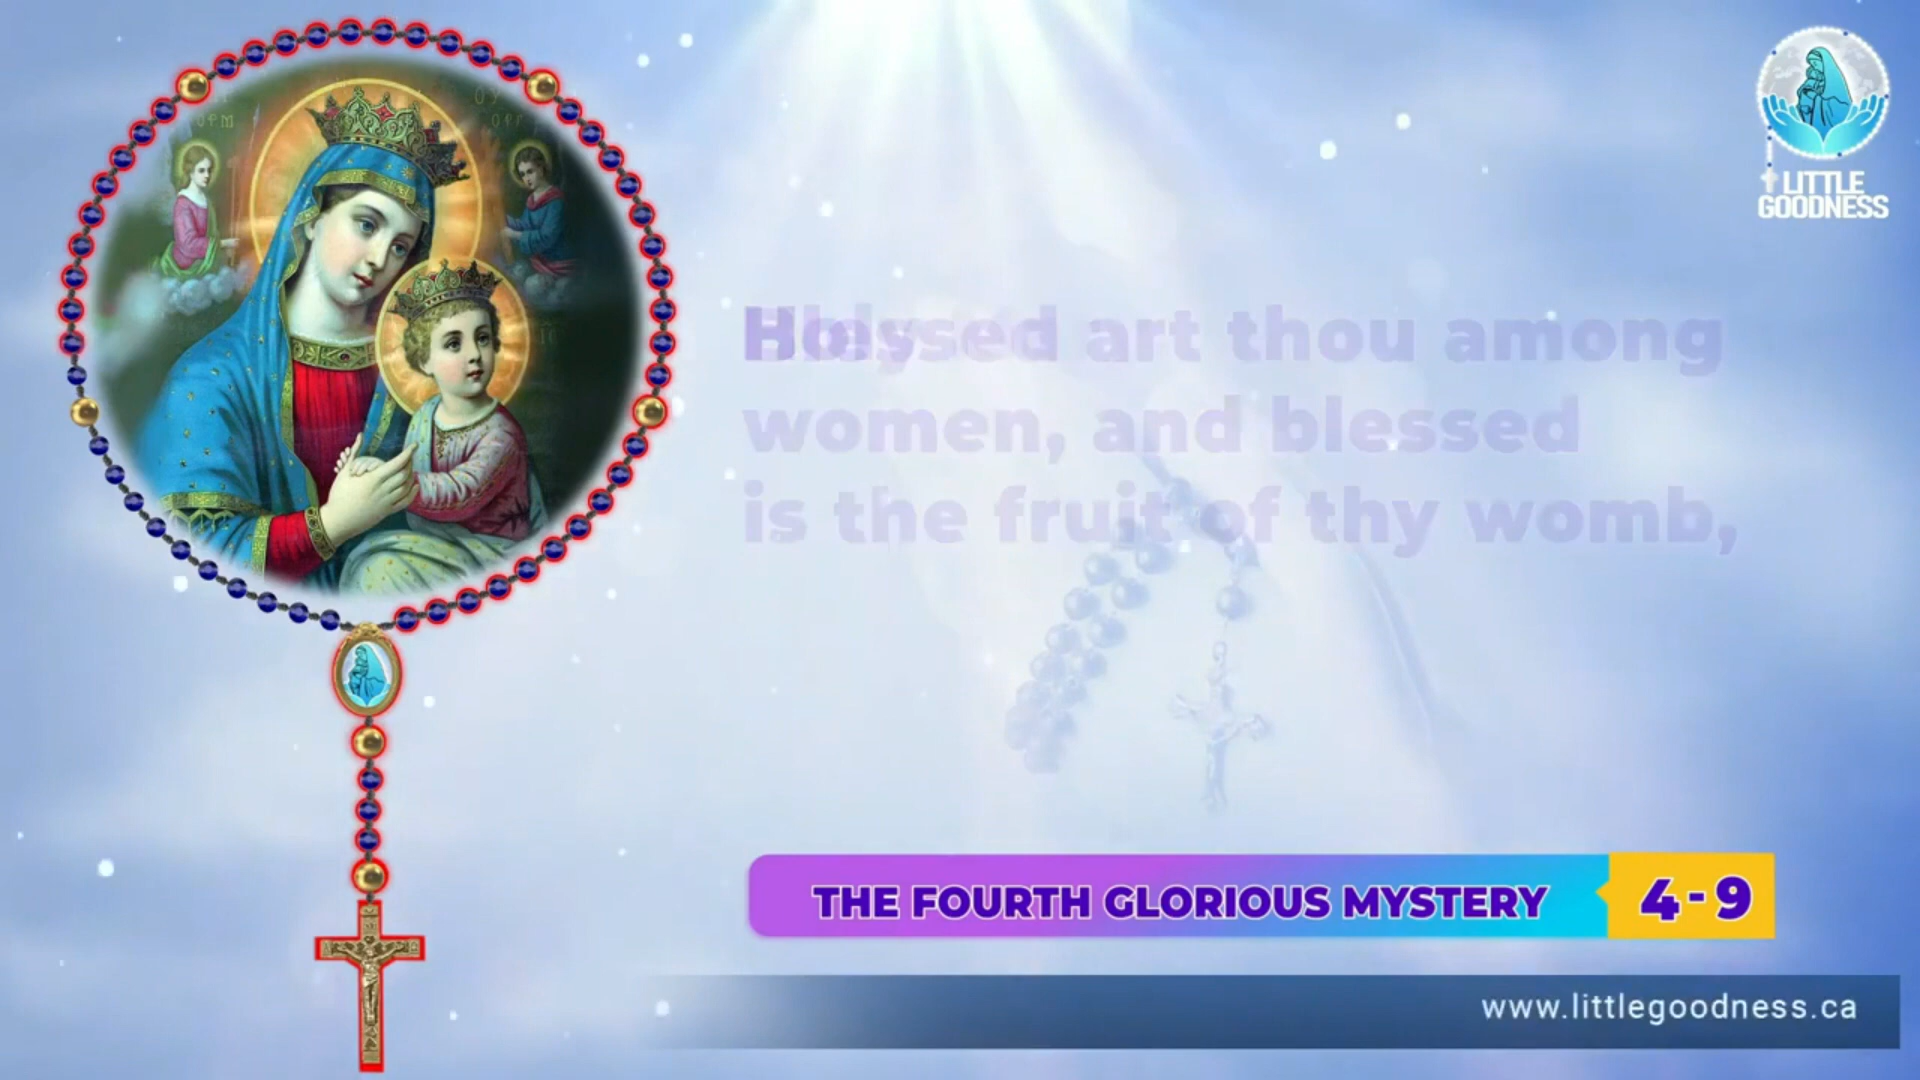 LITTLE
GOODNESS
Blessed art thou among
women, and blessed
is the fruit of thy womb,
THE FOURTH GLORIOUS MYSTERY
4-9
www.littlegoodness.ca